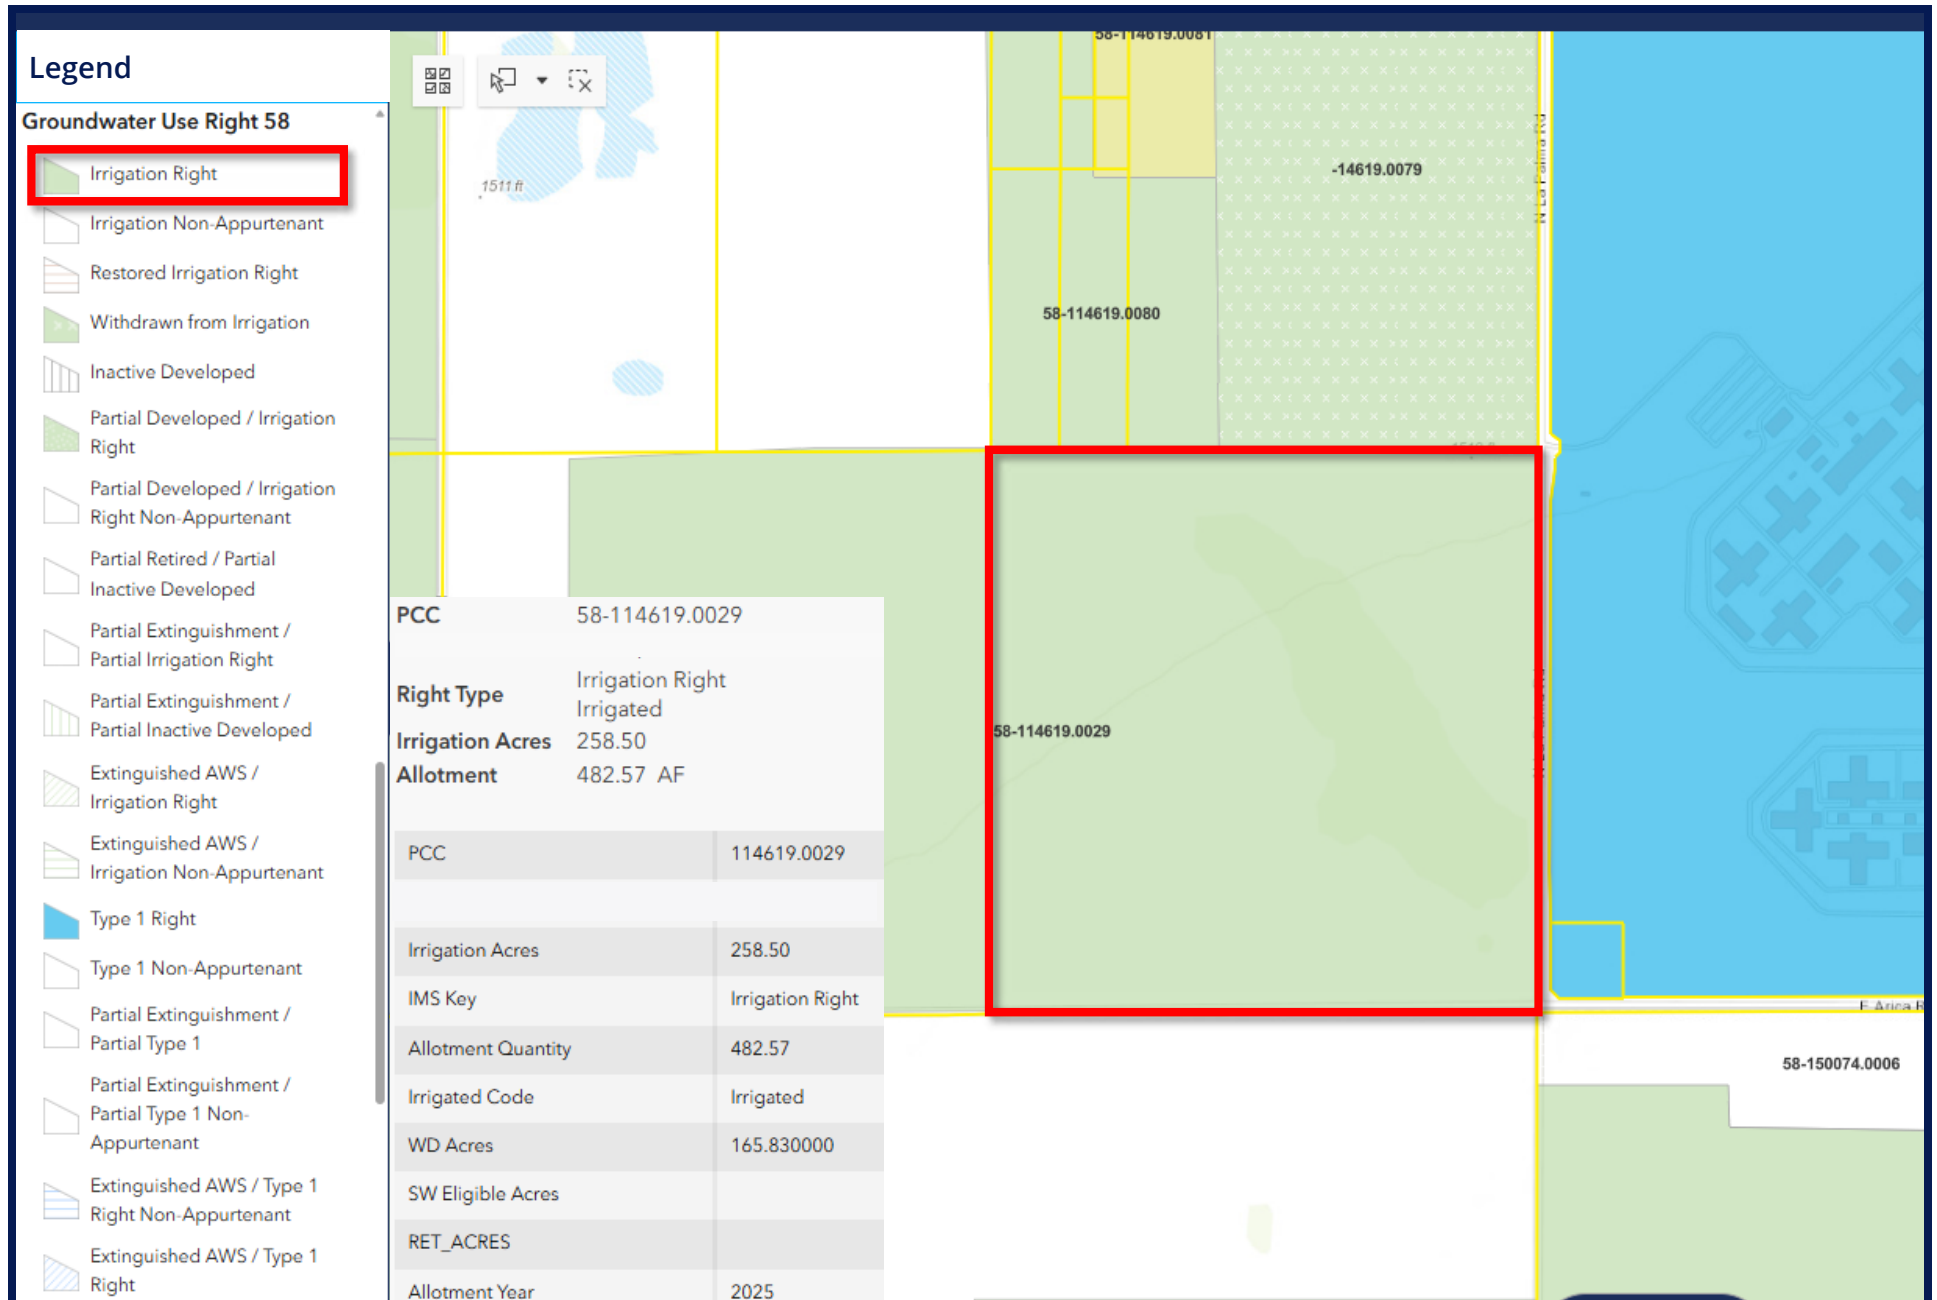 Legend
Groundwater Use Right 58
Irrigation Right
Irrigation Non-Appurtenant
Restored Irrigation Right
Withdrawn from Irrigation
Inactive Developed
Partial Developed / Irrigation
Right
Partial Developed / Irrigation
Right Non-Appurtenant
Partial Retired / Partial
Inactive Developed
Partial Extinguishment /
Partial Irrigation Right
Partial Extinguishment /
Partial Inactive Developed
Extinguished AWS /
Irrigation Right
Extinguished AWS /
Irrigation Non-Appurtenant
Type 1 Right
Type 1 Non-Appurtenant
Partial Extinguishment /
Partial Type 1
Partial Extinguishment /
Partial Type 1 Non-
Appurtenant
Extinguished AWS / Type 1
Right Non-Appurtenant
Extinguished AWS / Type 1
Right
58-114619.0081
1511 ft
-14619.0079
N La Palma Rd
58-114619.0080
58-114619.0029
E Arica R
58-150074.0006
PCC 58-114619.0029
Right Type Irrigation Right
Irrigated
Irrigation Acres 258.50
Allotment 482.57 AF
PCC 114619.0029
Irrigation Acres 258.50
IMS Key Irrigation Right
Allotment Quantity 482.57
Irrigated Code Irrigated
WD Acres 165.830000
SW Eligible Acres
RET_ACRES
Allotment Year 2025